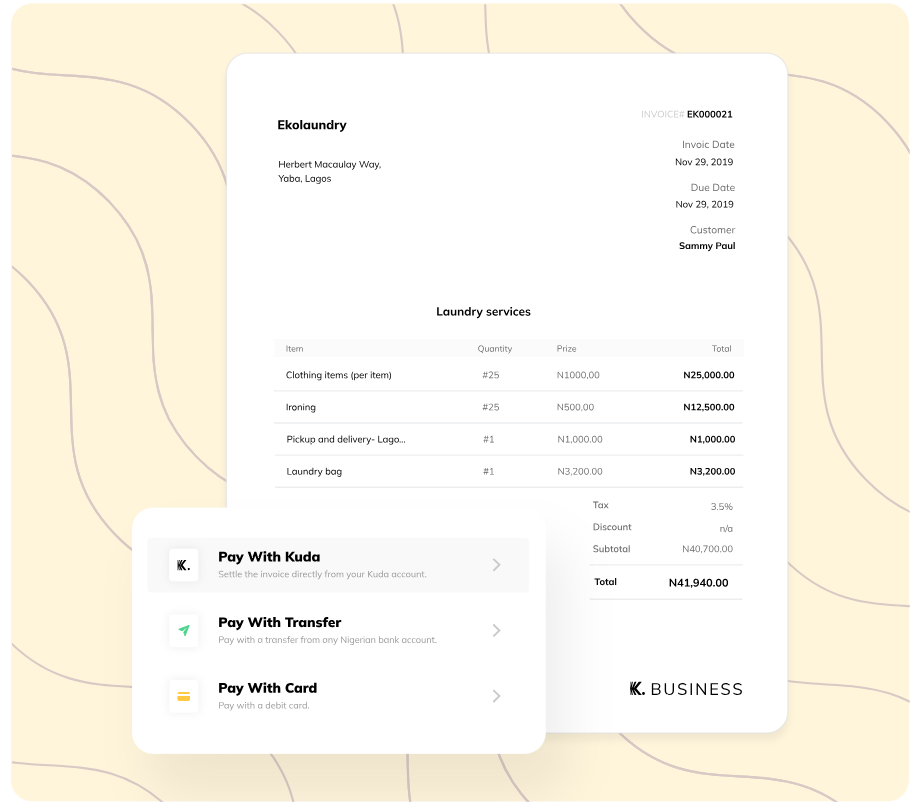 INVOICE# EK000021
Ekolaundry
Invoic Date
Nov 29, 2019
Herbert Macaulay Way,
Yaba, Lagos
Due Date
Nov 29, 2019
Customer
Sammy Paul
Laundry services
Item Quantity Prize Total
Clothing items (per item) #25 N1000,00 N25,000.00
Ironing #25 N500,00 N12,500.00
Pickup and delivery- Lago... #1 N1,000.00 N1,000.00
Laundry bag #1 N3,200.00 N3,200.00
Tax 3.5%
Discount n/a
Subtotal N40,700.00
Total N41,940.00
K. BUSINESS
K.
Pay With Kuda
Settle the invoice directly from your Kuda account.
Pay With Transfer
Pay with a transfer from any Nigerian bank account.
Pay With Card
Pay with a debit card.